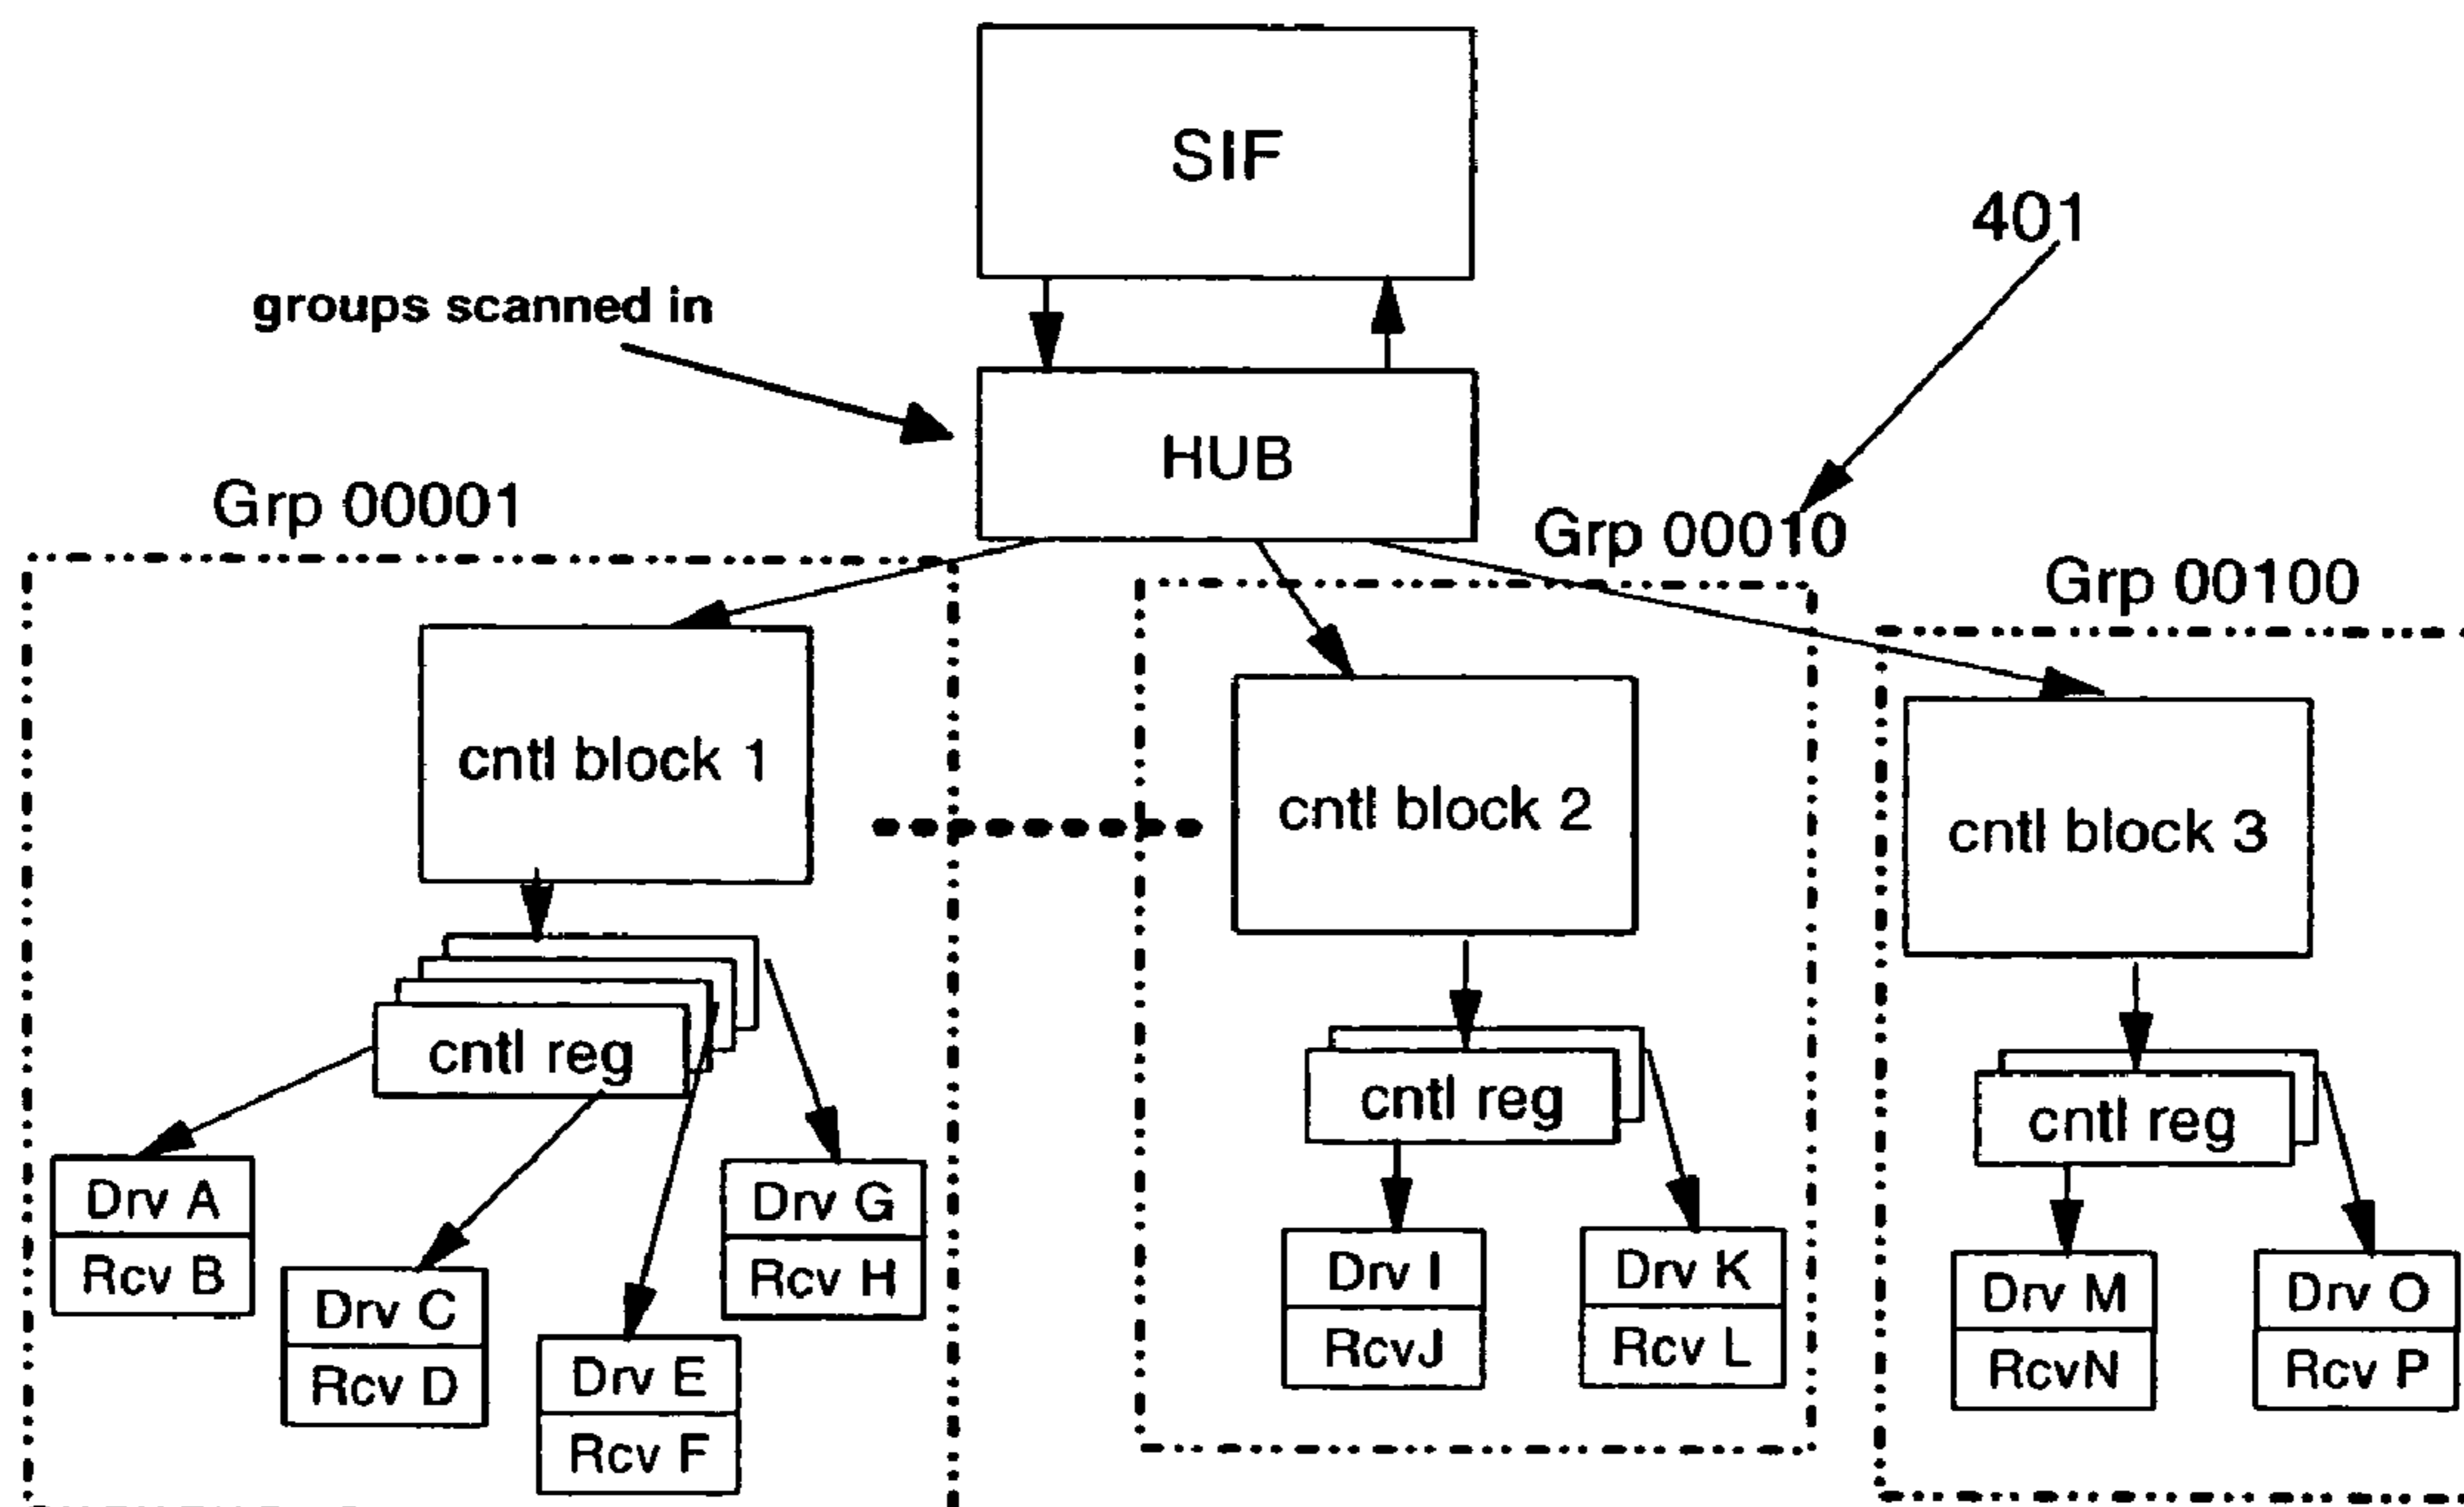 SIF
401
groups scanned in
HUB
Grp 00001
Grp 00010
Grp 00100
cntl block 1
cntl block 2
cntl block 3
cntl reg
cntl reg
cntl reg
Drv A
Rcv B
Drv C
Rcv D
Drv E
Rcv F
Drv G
Rcv H
Drv I
RcvJ
Drv K
Rcv L
Drv M
RcvN
Drv O
Rcv P